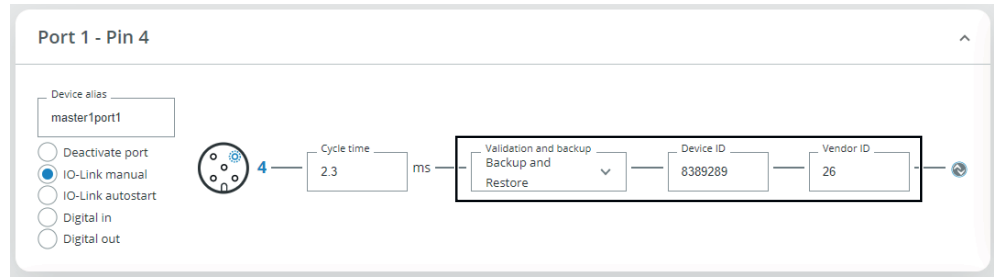 Port 1 - Pin 4
Device alias
master1port1
Deactivate port
IO-Link manual
IO-Link autostart
Digital in
Digital out
4
Cycle time
2.3
ms
Validation and backup
Backup and
Restore
Device ID
8389289
Vendor ID
26